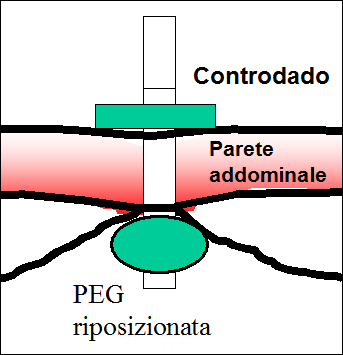 Controdado
Parete
addominale
PEG
riposizionata